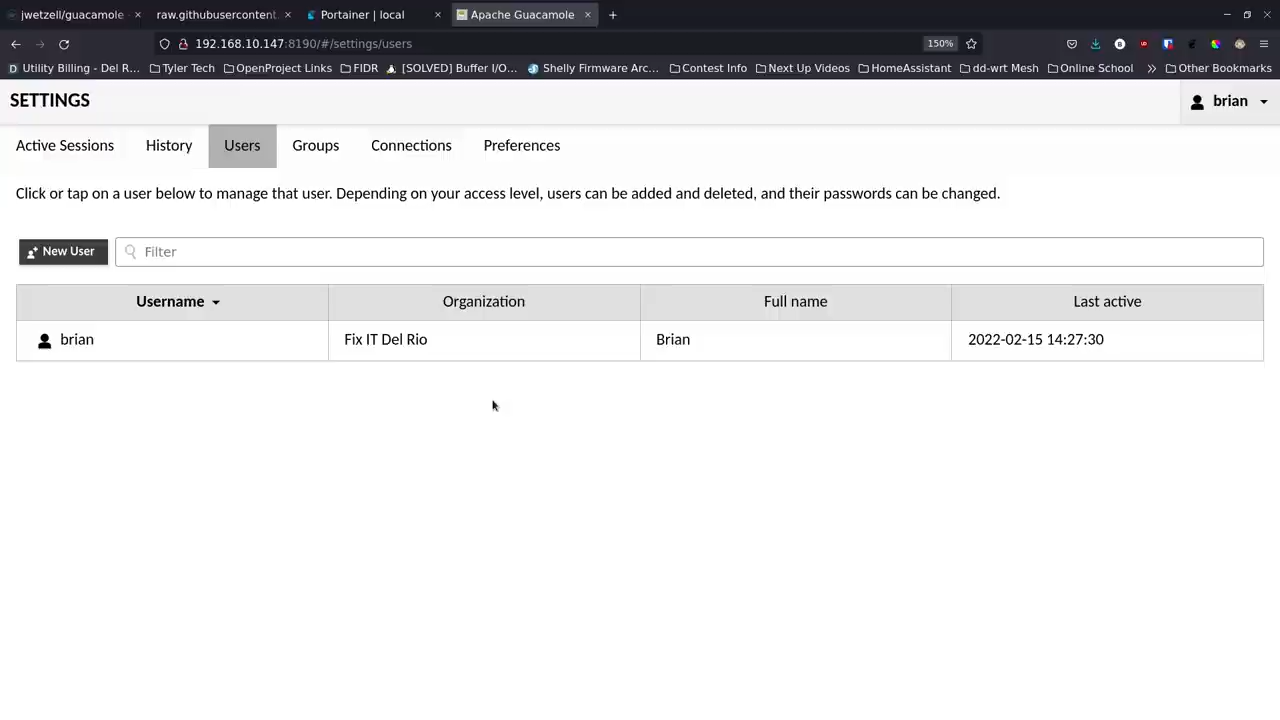 jwetzell/guacamole
raw.githubusercontent.
Portainer | local
Apache Guacamole
192.168.10.147:8190/#/settings/users
150%
Utility Billing - Del R...
Tyler Tech
OpenProject Links
FIDR
[SOLVED] Buffer I/O...
Shelly Firmware Arc...
Contest Info
Next Up Videos
HomeAssistant
dd-wrt Mesh
Online School
Other Bookmarks
SETTINGS
brian
Active Sessions
History
Users
Groups
Connections
Preferences
Click or tap on a user below to manage that user. Depending on your access level, users can be added and deleted, and their passwords can be changed.
New User
Filter
Username
Organization
Full name
Last active
brian
Fix IT Del Rio
Brian
2022-02-15 14:27:30